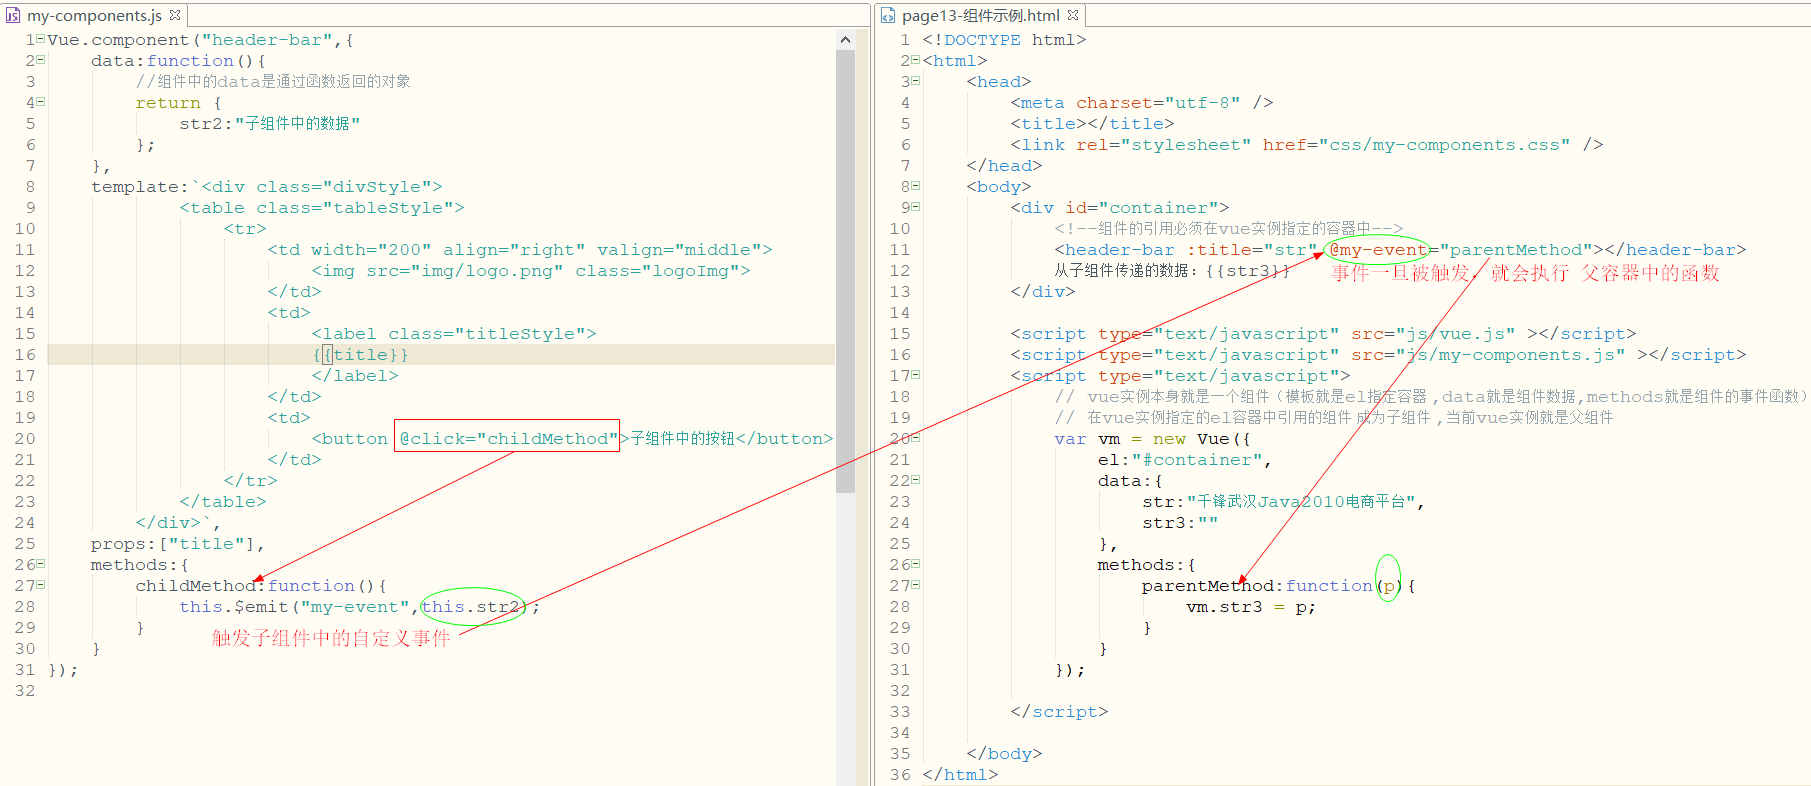 my-components.js
1 Vue.component("header-bar",{
2     data:function(){
3         //组件中的data是通过函数返回的对象
4         return {
5             str2:"子组件中的数据"
6         };
7     },
8     template:`<div class="divStyle">
9             <table class="tableStyle">
10                 <tr>
11                     <td width="200" align="right" valign="middle">
12                         <img src="img/logo.png" class="logoImg">
13                     </td>
14                     <td>
15                         <label class="titleStyle">
16                         {{title}}
17                         </label>
18                     </td>
19                     <td>
20                         <button @click="childMethod">子组件中的按钮</button>
21                     </td>
22                 </tr>
23             </table>
24         </div>`,
25     props:["title"],
26     methods:{
27         childMethod:function(){
28             this.$emit("my-event",this.str2);
29         }
触发子组件中的自定义事件
30     }
31 });
32
page13-组件示例.html
1 <!DOCTYPE html>
2 <html>
3     <head>
4         <meta charset="utf-8" />
5         <title></title>
6         <link rel="stylesheet" href="css/my-components.css" />
7     </head>
8     <body>
9         <div id="container">
10             <!--组件的引用必须在vue实例指定的容器中-->
11             <header-bar :title="str" @my-event="parentMethod"></header-bar>
12             从子组件传递的数据：{{str3}}
事件一旦被触发，就会执行 父容器中的函数
13         </div>
14
15         <script type="text/javascript" src="js/vue.js" ></script>
16         <script type="text/javascript" src="js/my-components.js" ></script>
17         <script type="text/javascript">
18             // vue实例本身就是一个组件（模板就是el指定容器 ,data就是组件数据,methods就是组件的事件函数）
19             // 在vue实例指定的el容器中引用的组件 成为子组件 ,当前vue实例就是父组件
20             var vm = new Vue({
21                 el:"#container",
22                 data:{
23                     str:"千锋武汉Java2010电商平台",
24                     str3:""
25                 },
26                 methods:{
27                     parentMethod:function(p){
28                         vm.str3 = p;
29                     }
30                 }
31             });
32
33         </script>
34
35     </body>
36 </html>